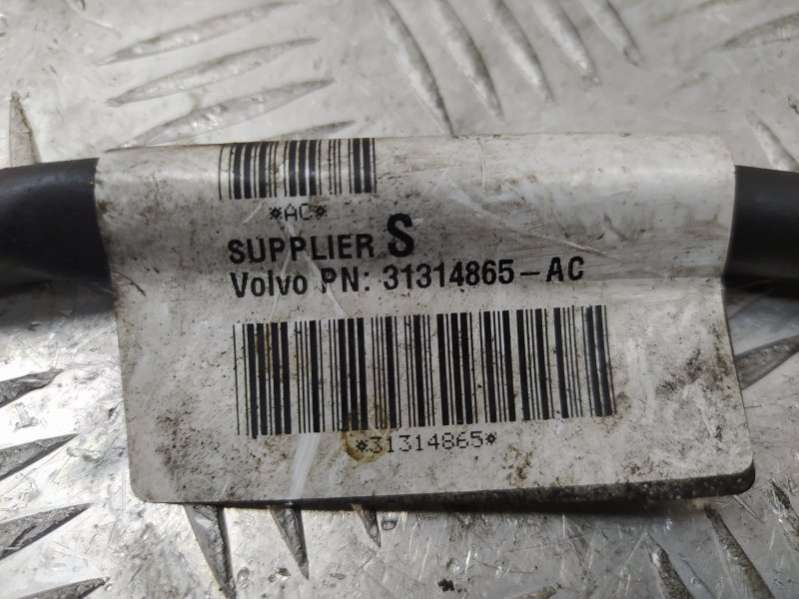 *AC*
SUPPLIER S
Volvo PN: 31314865-AC
*31314865*